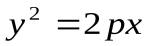 y² =2px